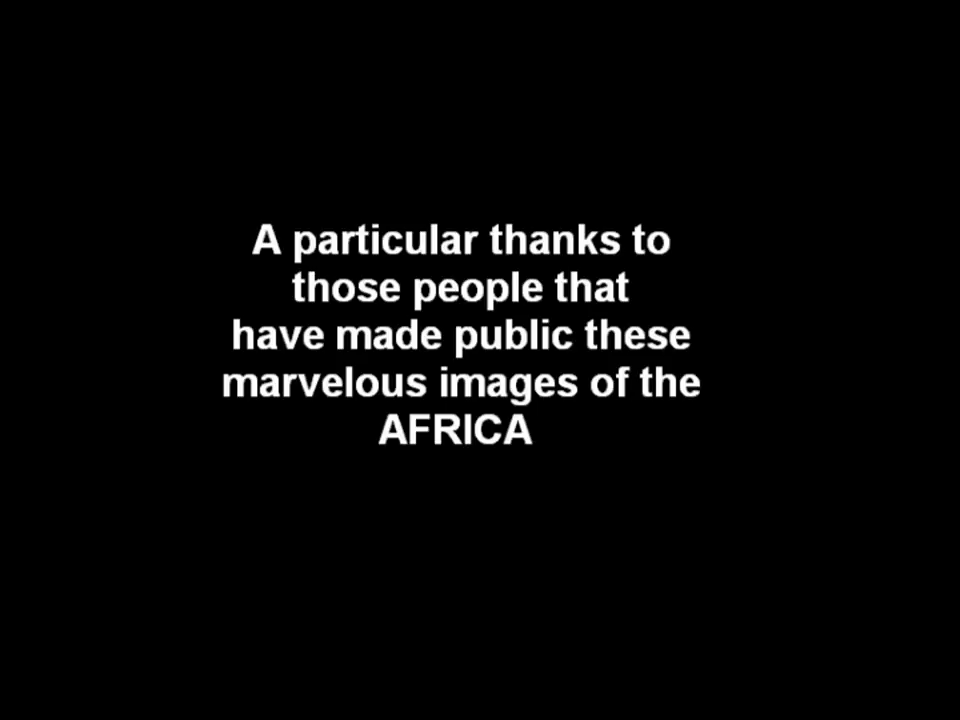 A particular thanks to
those people that
have made public these
marvelous images of the
AFRICA